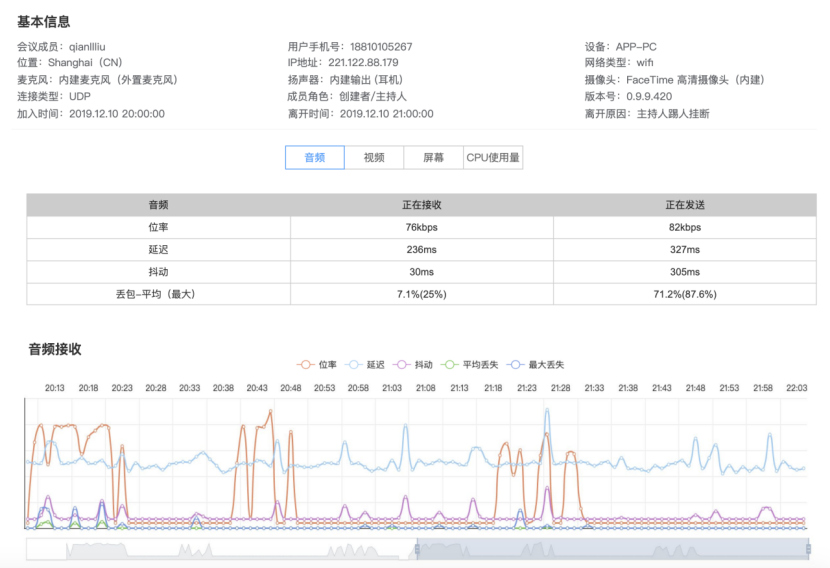 基本信息
会议成员：qianllliu 用户手机号：18810105267 设备：APP-PC
位置：Shanghai（CN） IP地址：221.122.88.179 网络类型：wifi
麦克风：内建麦克风（外置麦克风） 扬声器：内建输出 (耳机) 摄像头：FaceTime 高清摄像头（内建）
连接类型：UDP 成员角色：创建者/主持人 版本号：0.9.9.420
加入时间：2019.12.10 20:00:00 离开时间：2019.12.10 21:00:00 离开原因：主持人踢人挂断
音频 视频 屏幕 CPU使用量
音频 正在接收 正在发送
位率 76kbps 82kbps
延迟 236ms 327ms
抖动 30ms 305ms
丢包-平均（最大） 7.1%(25%) 71.2%(87.6%)
音频接收
位率 延迟 抖动 平均丢失 最大丢失
20:13 20:18 20:23 20:28 20:33 20:38 20:43 20:48 20:53 20:58 21:03 21:08 21:13 21:18 21:23 21:28 21:33 21:38 21:43 21:48 21:53 21:58 22:03